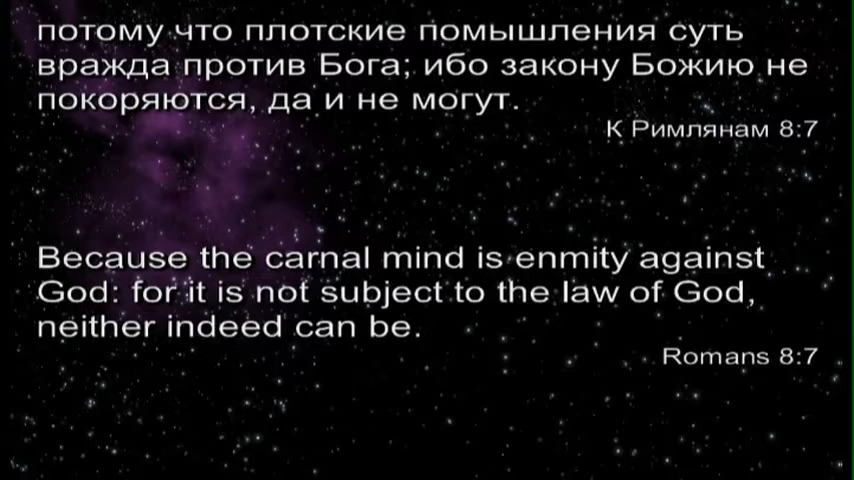 потому что плотские помышления суть
вражда против Бога; ибо закону Божию не
покоряются, да и не могут.
К Римлянам 8:7
Because the carnal mind is enmity against
God: for it is not subject to the law of God,
neither indeed can be.
Romans 8:7